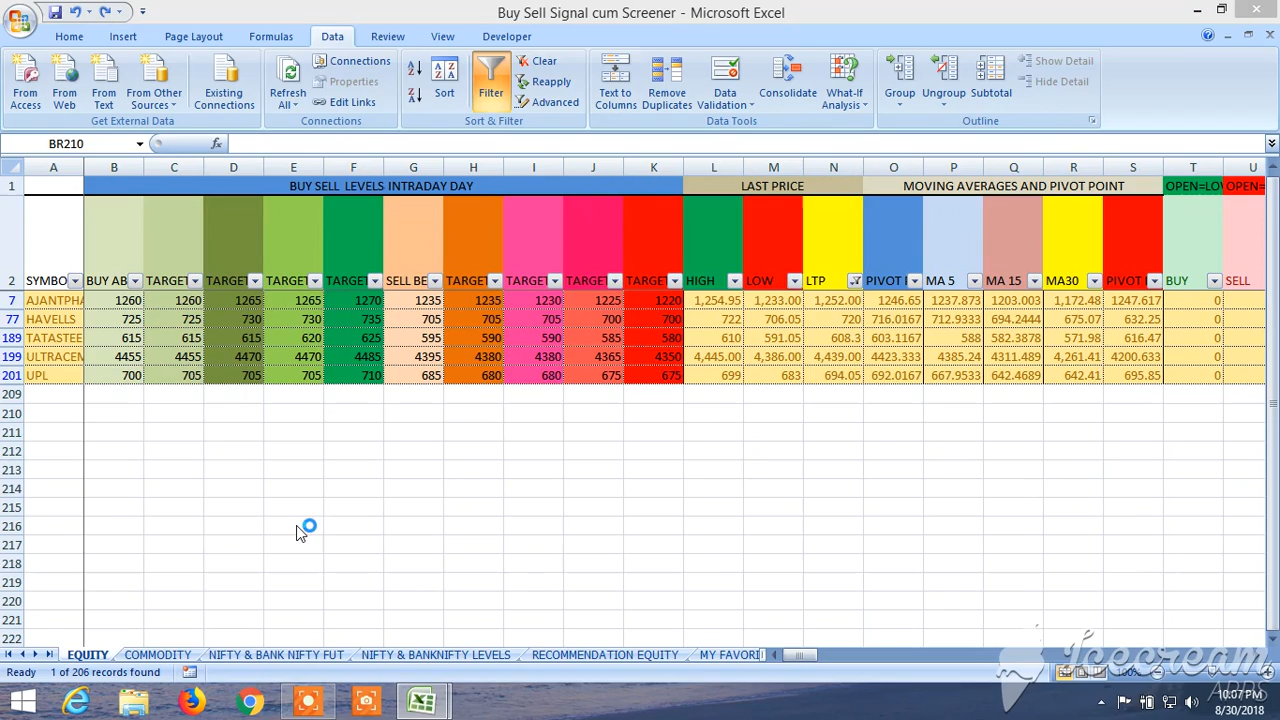 Buy Sell Signal cum Screener - Microsoft Excel
Home Insert Page Layout Formulas Data Review View Developer
From Access From Web From Text From Other Sources Existing Connections Refresh All Connections Properties Edit Links Sort Filter Clear Reapply Advanced Text to Columns Remove Duplicates Data Validation Consolidate What-If Analysis Group Ungroup Subtotal Show Detail Hide Detail
Get External Data Connections Sort & Filter Data Tools Outline
BR210 fx
A B C D E F G H I J K L M N O P Q R S T U
1 BUY SELL LEVELS INTRADAY DAY LAST PRICE MOVING AVERAGES AND PIVOT POINT OPEN=LOW OPEN=
2 SYMBO BUY AB TARGET TARGET TARGET TARGET SELL BE TARGET TARGET TARGET TARGET HIGH LOW LTP PIVOT MA 5 MA 15 MA30 PIVOT BUY SELL
7 AJANTPHA 1260 1260 1265 1265 1270 1235 1235 1230 1225 1220 1,254.95 1,233.00 1,252.00 1246.65 1237.873 1203.003 1,172.48 1247.617 0
77 HAVELLS 725 725 730 730 735 705 705 705 700 700 722 706.05 720 716.0167 712.9333 694.2444 675.07 632.25 0
189 TATASTEE 615 615 615 620 625 595 590 590 585 580 610 591.05 608.3 603.1167 588 582.3878 571.98 616.47 0
199 ULTRACEM 4455 4455 4470 4470 4485 4395 4380 4380 4365 4350 4,445.00 4,386.00 4,439.00 4423.333 4385.24 4311.489 4,261.41 4200.633 0
201 UPL 700 705 705 705 710 685 680 680 675 675 699 683 694.05 692.0167 667.9533 642.4689 642.41 695.85 0
209
210
211
212
213
214
215
216
217
218
219
220
221
222
EQUITY COMMODITY NIFTY & BANK NIFTY FUT NIFTY & BANKNIFTY LEVELS RECOMMENDATION EQUITY MY FAVORI
Ready 1 of 206 records found 100%
Icecream
APPS
10:07 PM
8/30/2018